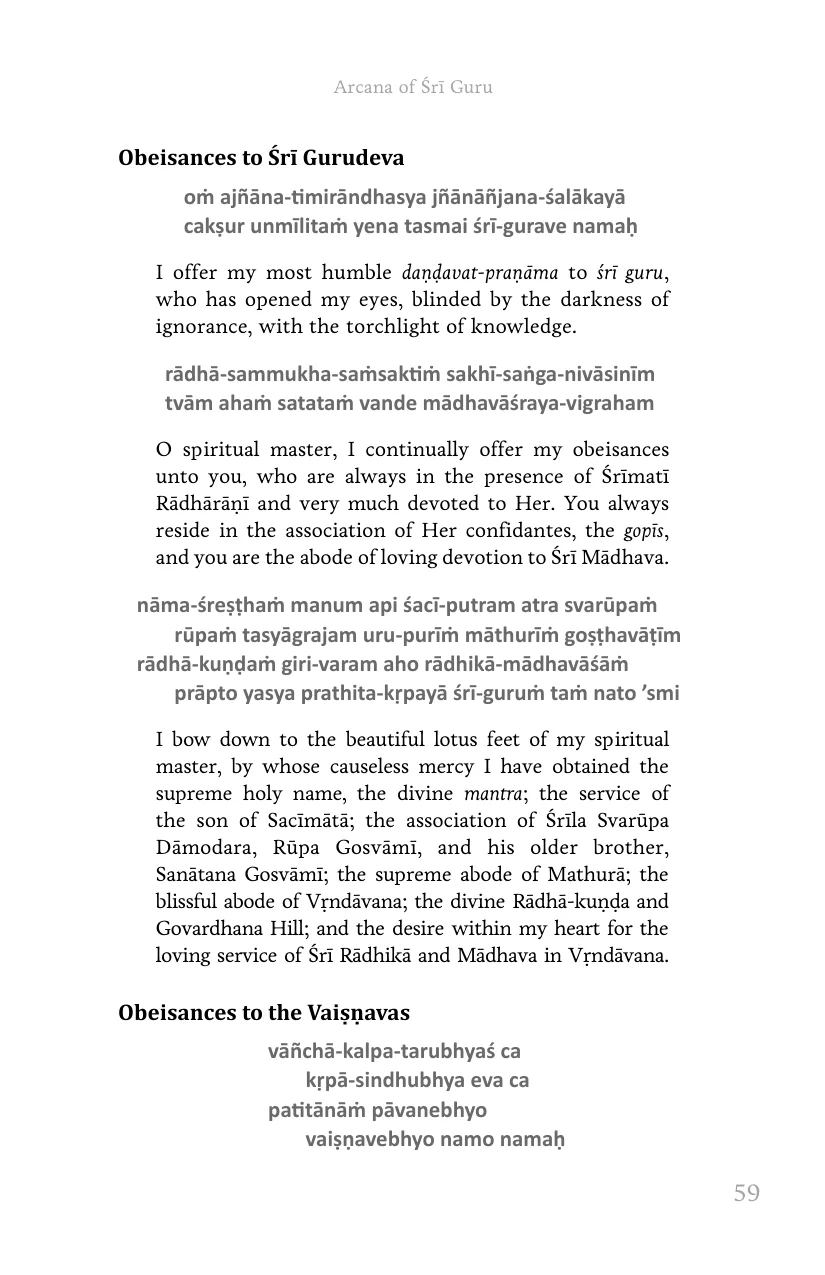 Arcana of Śrī Guru
Obeisances to Śrī Gurudeva
oṁ ajñāna-timirāndhasya jñānāñjana-śalākayā
cakṣur unmīlitaṁ yena tasmai śrī-gurave namaḥ
I offer my most humble daṇḍavat-praṇāma to śrī guru,
who has opened my eyes, blinded by the darkness of
ignorance, with the torchlight of knowledge.
rādhā-sammukha-saṁsaktiṁ sakhī-saṅga-nivāsinīm
tvām ahaṁ satataṁ vande mādhavāśraya-vigraham
O spiritual master, I continually offer my obeisances
unto you, who are always in the presence of Śrīmatī
Rādhārāṇī and very much devoted to Her. You always
reside in the association of Her confidantes, the gopīs,
and you are the abode of loving devotion to Śrī Mādhava.
nāma-śreṣṭhaṁ manum api śacī-putram atra svarūpaṁ
rūpaṁ tasyāgrajam uru-purīṁ māthurīṁ goṣṭhavāṭīm
rādhā-kuṇḍaṁ giri-varam aho rādhikā-mādhavāśāṁ
prāpto yasya prathita-kṛpayā śrī-guruṁ taṁ nato ’smi
I bow down to the beautiful lotus feet of my spiritual
master, by whose causeless mercy I have obtained the
supreme holy name, the divine mantra; the service of
the son of Sacīmātā; the association of Śrīla Svarūpa
Dāmodara, Rūpa Gosvāmī, and his older brother,
Sanātana Gosvāmī; the supreme abode of Mathurā; the
blissful abode of Vṛndāvana; the divine Rādhā-kuṇḍa and
Govardhana Hill; and the desire within my heart for the
loving service of Śrī Rādhikā and Mādhava in Vṛndāvana.
Obeisances to the Vaiṣṇavas
vāñchā-kalpa-tarubhyaś ca
kṛpā-sindhubhya eva ca
patitānāṁ pāvanebhyo
vaiṣṇavebhyo namo namaḥ
59